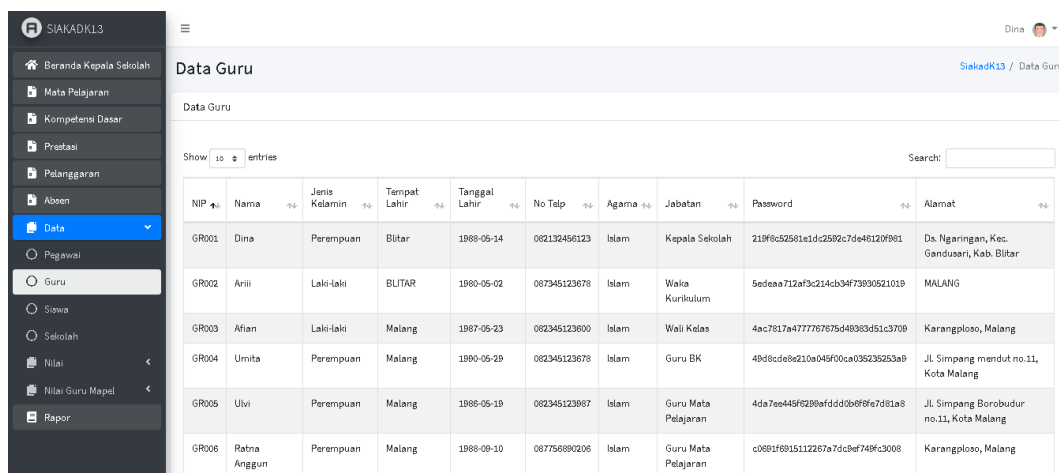 SIAKADK13
Dina
Beranda Kepala Sekolah
Mata Pelajaran
Kompetensi Dasar
Prestasi
Pelanggaran
Absen
Data
Pegawai
Guru
Siswa
Sekolah
Nilai
Nilai Guru Mapel
Rapor
Data Guru
SiakadK13 / Data Guru
Data Guru
Show 10 entries
Search:
NIP Nama Jenis Kelamin Tempat Lahir Tanggal Lahir No Telp Agama Jabatan Password Alamat
GR001 Dina Perempuan Blitar 1988-05-14 082132456123 Islam Kepala Sekolah 219f8c52581e1dc2592c7de46120f981 Ds. Ngaringan, Kec. Gandusari, Kab. Blitar
GR002 Ariii Laki-laki BLITAR 1980-05-02 087345123678 Islam Waka Kurikulum 5edeaa712af3c214cb34f73930521019 MALANG
GR003 Afian Laki-laki Malang 1987-05-23 082345123600 Islam Wali Kelas 4ac7817a4777767675d49383d51c3709 Karangploso, Malang
GR004 Umita Perempuan Malang 1990-05-29 082345123678 Islam Guru BK 49d8cde8e210a045f00ca035235253a9 Jl. Simpang mendut no.11, Kota Malang
GR005 Ulvi Perempuan Malang 1986-05-19 082345123987 Islam Guru Mata Pelajaran 4da7ee445f6299afddd0b6f6fe7d81a8 Jl. Simpang Borobudur no.11, Kota Malang
GR006 Ratna Anggun Perempuan Malang 1988-09-10 087756890206 Islam Guru Mata Pelajaran c0691f6915112267a7dc9ef749fc3008 Karangploso, Malang